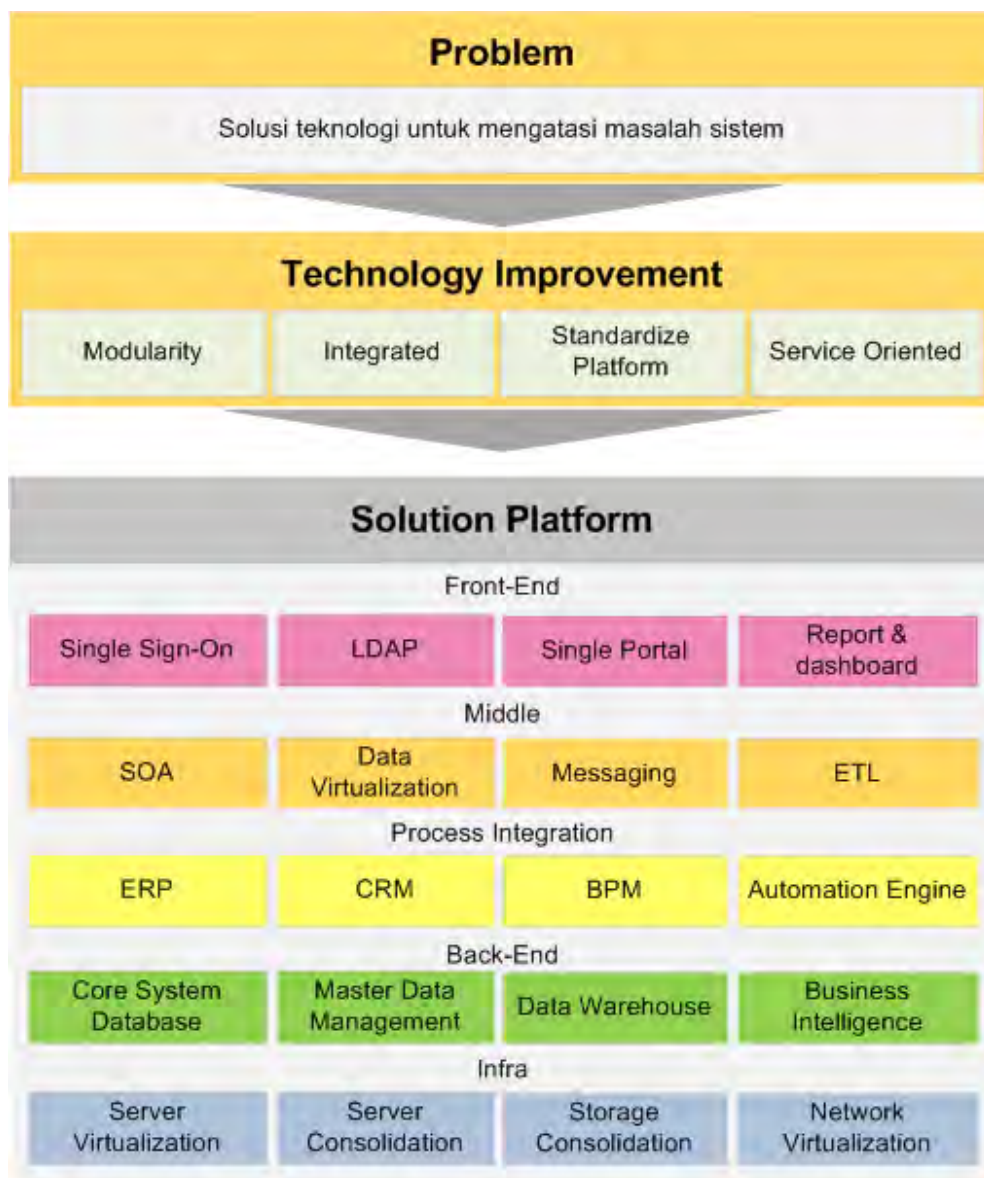 Problem
Solusi teknologi untuk mengatasi masalah sistem
Technology Improvement
Modularity
Integrated
Standardize
Platform
Service Oriented
Solution Platform
Front-End
Single Sign-On
LDAP
Single Portal
Report &
dashboard
Middle
SOA
Data
Virtualization
Messaging
ETL
Process Integration
ERP
CRM
BPM
Automation Engine
Back-End
Core System
Database
Master Data
Management
Data Warehouse
Business
Intelligence
Infra
Server
Virtualization
Server
Consolidation
Storage
Consolidation
Network
Virtualization